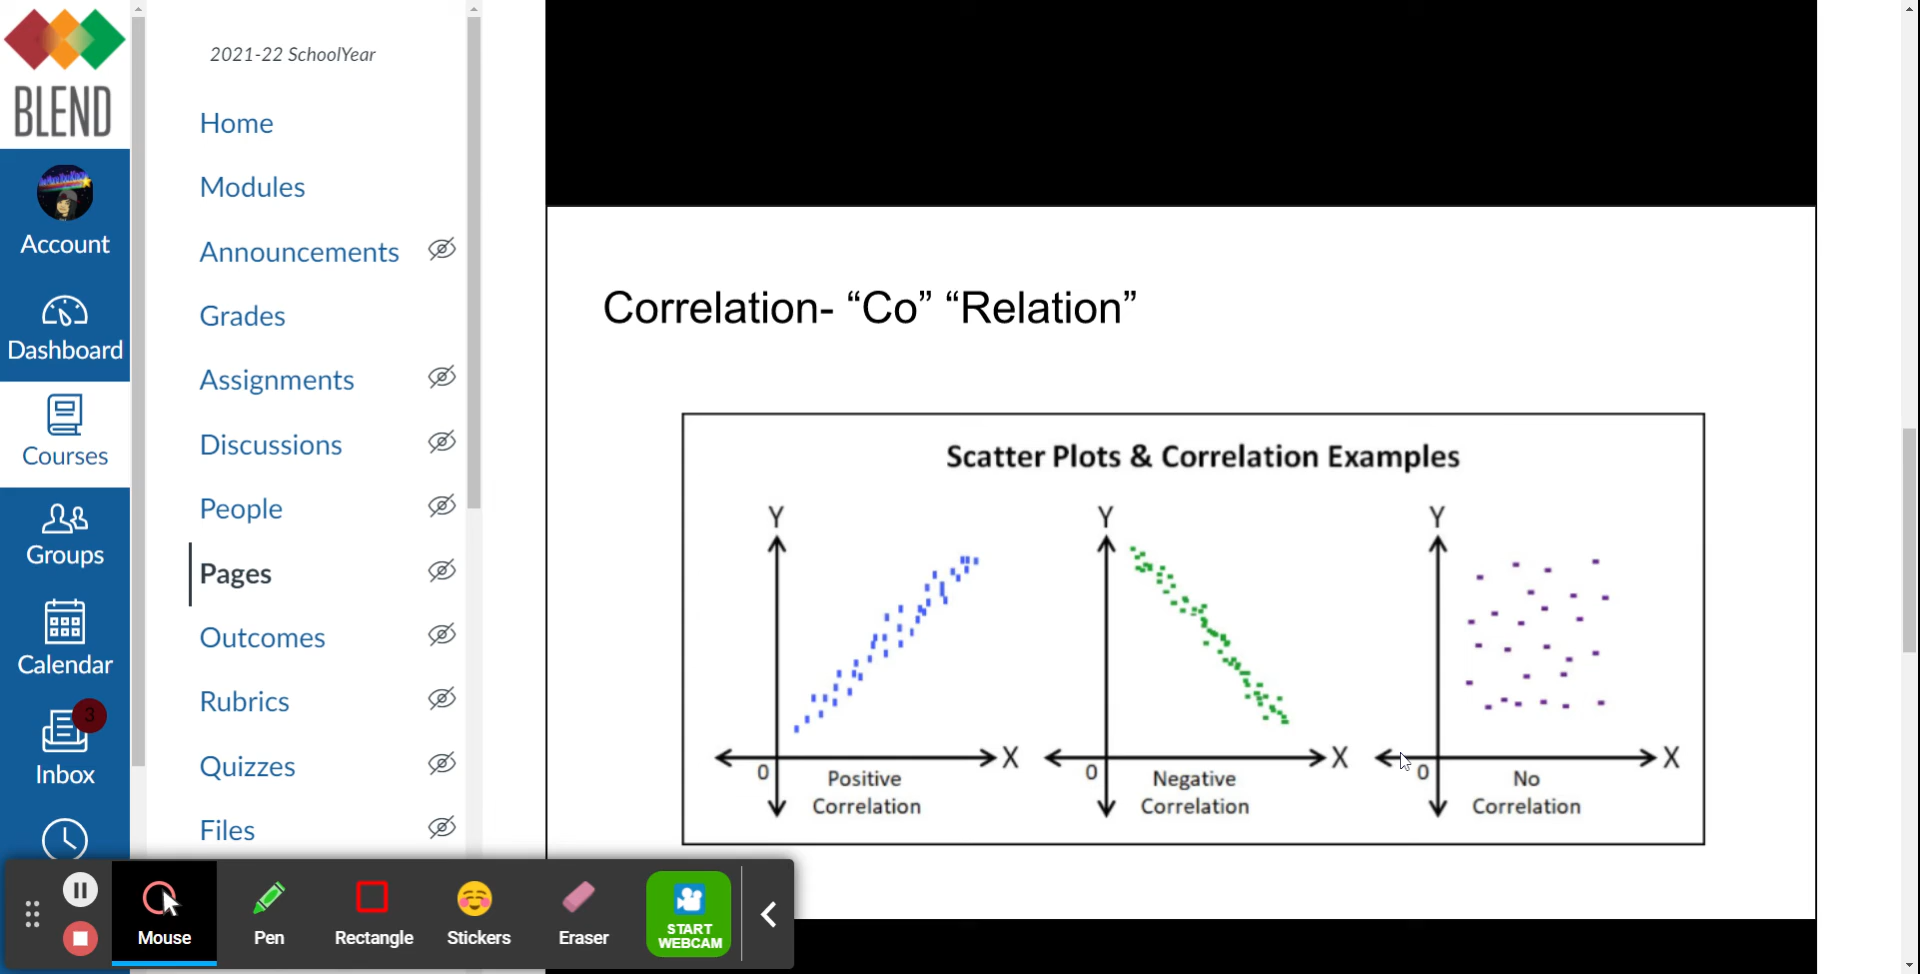 BLEND
Account
Dashboard
Courses
Groups
Calendar
3
Inbox
2021-22 SchoolYear
Home
Modules
Announcements
Grades
Assignments
Discussions
People
Pages
Outcomes
Rubrics
Quizzes
Files
Correlation- “Co” “Relation”
Scatter Plots & Correlation Examples
Y
X
0
Positive
Correlation
Y
X
0
Negative
Correlation
Y
X
0
No
Correlation
Mouse
Pen
Rectangle
Stickers
Eraser
START
WEBCAM